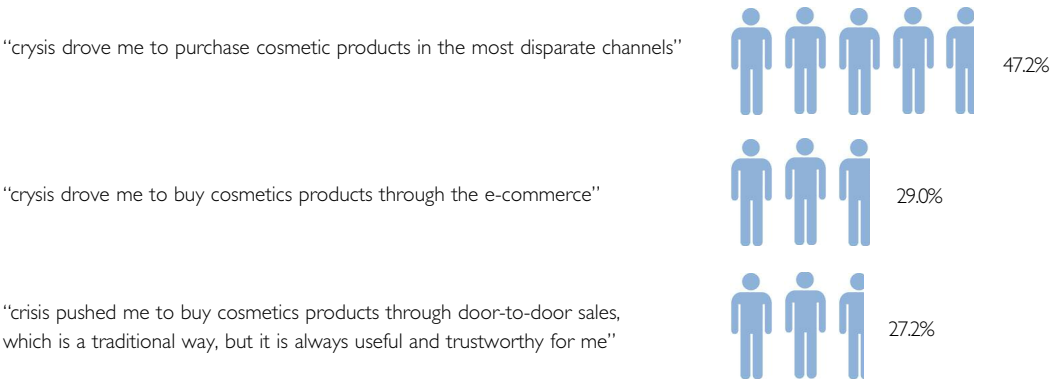 “crysis drove me to purchase cosmetic products in the most disparate channels”
47.2%
“crysis drove me to buy cosmetics products through the e-commerce”
29.0%
“crisis pushed me to buy cosmetics products through door-to-door sales,
which is a traditional way, but it is always useful and trustworthy for me”
27.2%